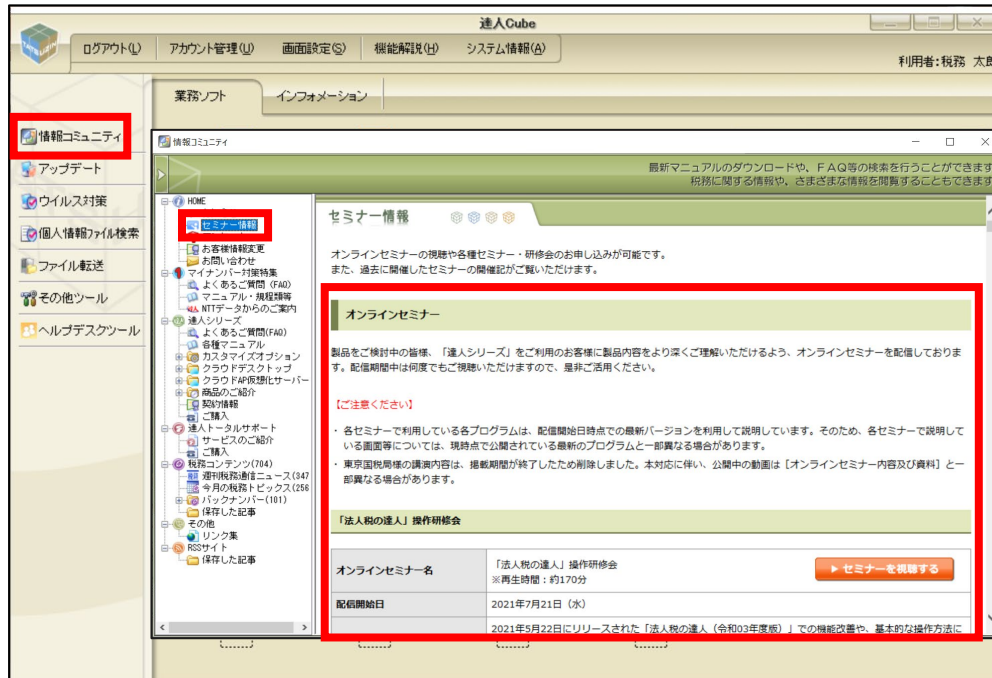 達人Cube
ログアウト(L) アカウント管理(U) 画面設定(S) 機能解説(H) システム情報(A)
利用者:税務 太郎
業務ソフト インフォメーション
情報コミュニティ
アップデート
ウイルス対策
個人情報ファイル検索
ファイル転送
その他ツール
ヘルプデスクツール
情報コミュニティ
最新マニュアルのダウンロードや、FAQ等の検索を行うことができます
税務に関する情報や、さまざまな情報を閲覧することもできます
HOME
セミナー情報
お客様情報変更
お問い合わせ
マイナンバー対策特集
よくあるご質問 (FAQ)
マニュアル・規程類等
NTTデータからのご案内
達人シリーズ
よくあるご質問(FAQ)
各種マニュアル
カスタマイズオプション
クラウドデスクトップ
クラウドAP仮想化サーバー
商品のご紹介
契約情報
ご購入
達人トータルサポート
サービスのご紹介
ご購入
税務コンテンツ(704)
週刊税務通信ニュース(347
今月の税務トピックス(256
バックナンバー(101)
保存した記事
その他
リンク集
RSSサイト
保存した記事
セミナー情報
オンラインセミナーの視聴や各種セミナー・研修会のお申し込みが可能です。
また、過去に開催したセミナーの開催記がご覧いただけます。
オンラインセミナー
製品をご検討中の皆様、「達人シリーズ」をご利用のお客様に製品内容をより深くご理解いただけるよう、オンラインセミナーを配信しておりま
す。配信期間中は何度でもご視聴いただけますので、是非ご活用ください。
【ご注意ください】
・各セミナーで利用している各プログラムは、配信開始日時点での最新バージョンを利用して説明しています。そのため、各セミナーで説明して
いる画面等については、現時点で公開されている最新のプログラムと一部異なる場合があります。
・東京国税局様の講演内容は、掲載期間が終了したため削除しました。本対応に伴い、公開中の動画は［オンラインセミナー内容及び資料］と一
部異なる場合があります。
「法人税の達人」操作研修会
オンラインセミナー名 「法人税の達人」操作研修会
※再生時間:約170分
セミナーを視聴する
配信開始日 2021年7月21日(水)
2021年5月22日にリリースされた「法人税の達人(令和03年度版)」での機能改善や、基本的な操作方法に